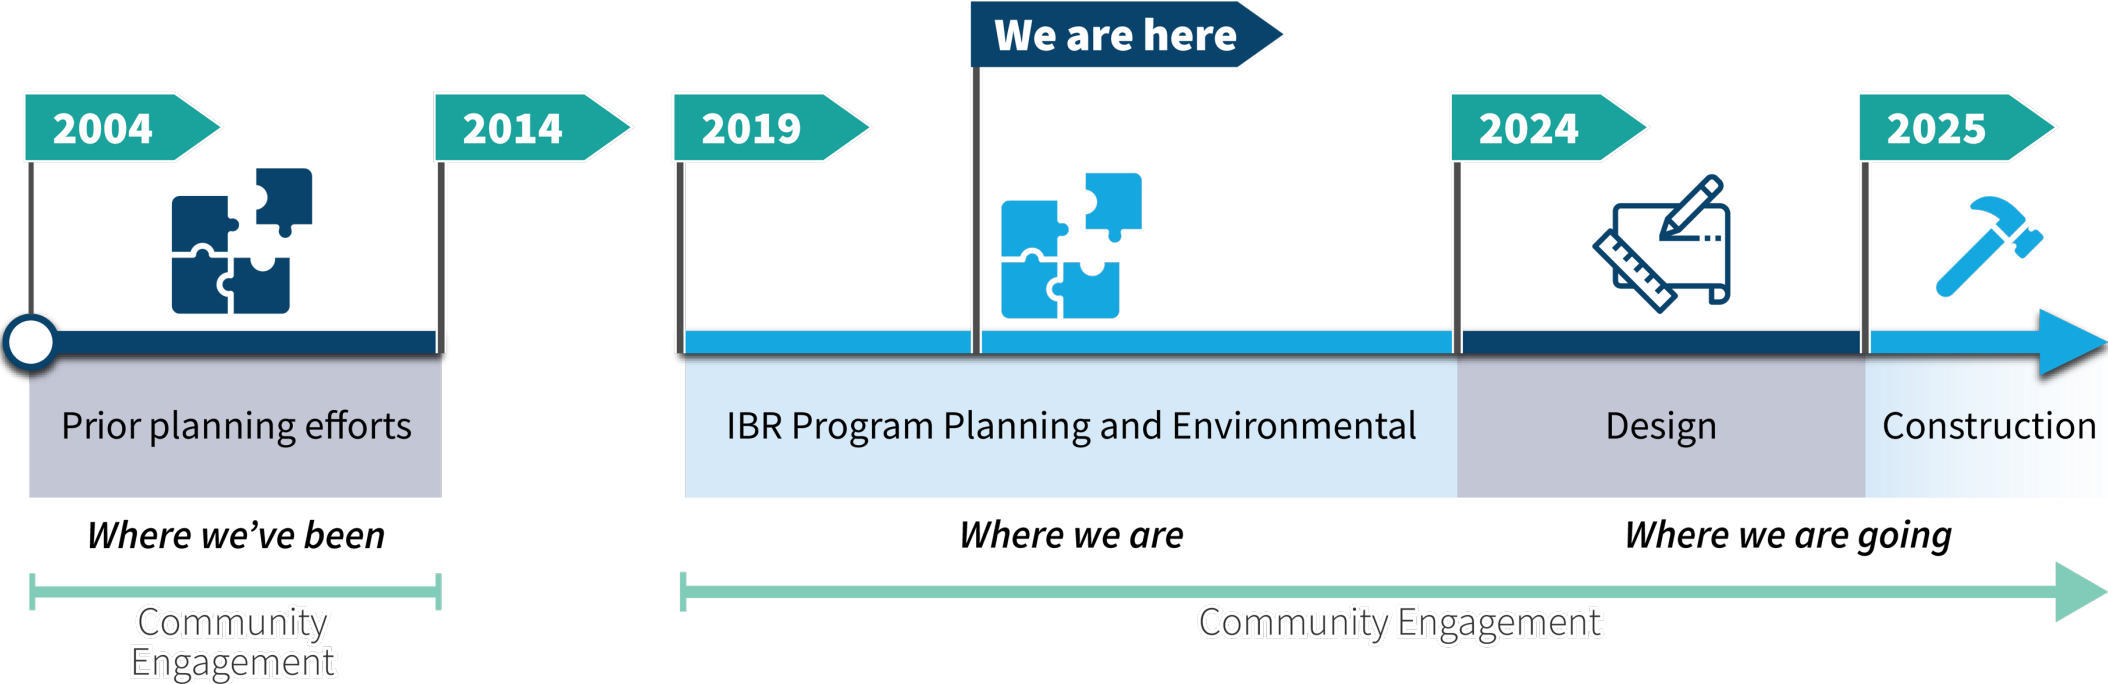 We are here
2004
2014
2019
2024
2025
Prior planning efforts
IBR Program Planning and Environmental
Design
Construction
Where we’ve been
Where we are
Where we are going
Community
Engagement
Community Engagement